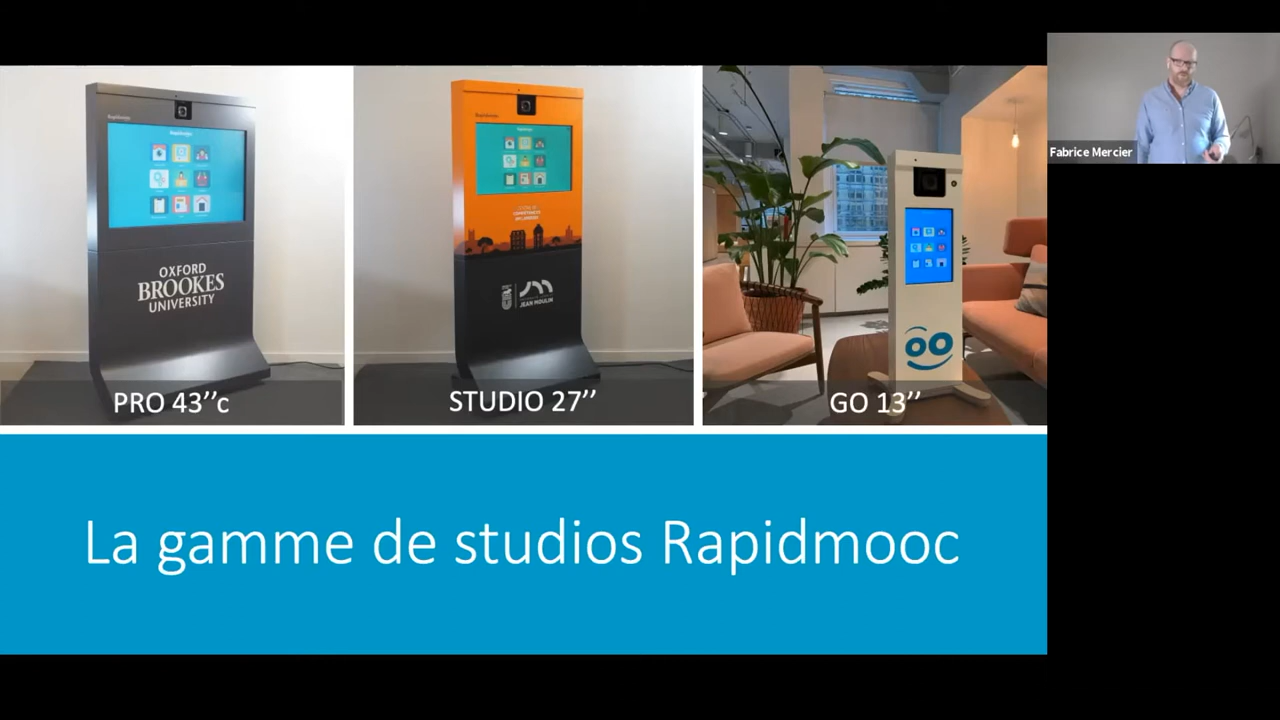 OXFORD
BROOKES
UNIVERSITY
PRO 43’’c
JEAN MOULIN
STUDIO 27’’
GO 13’’
Fabrice Mercier
La gamme de studios Rapidmooc